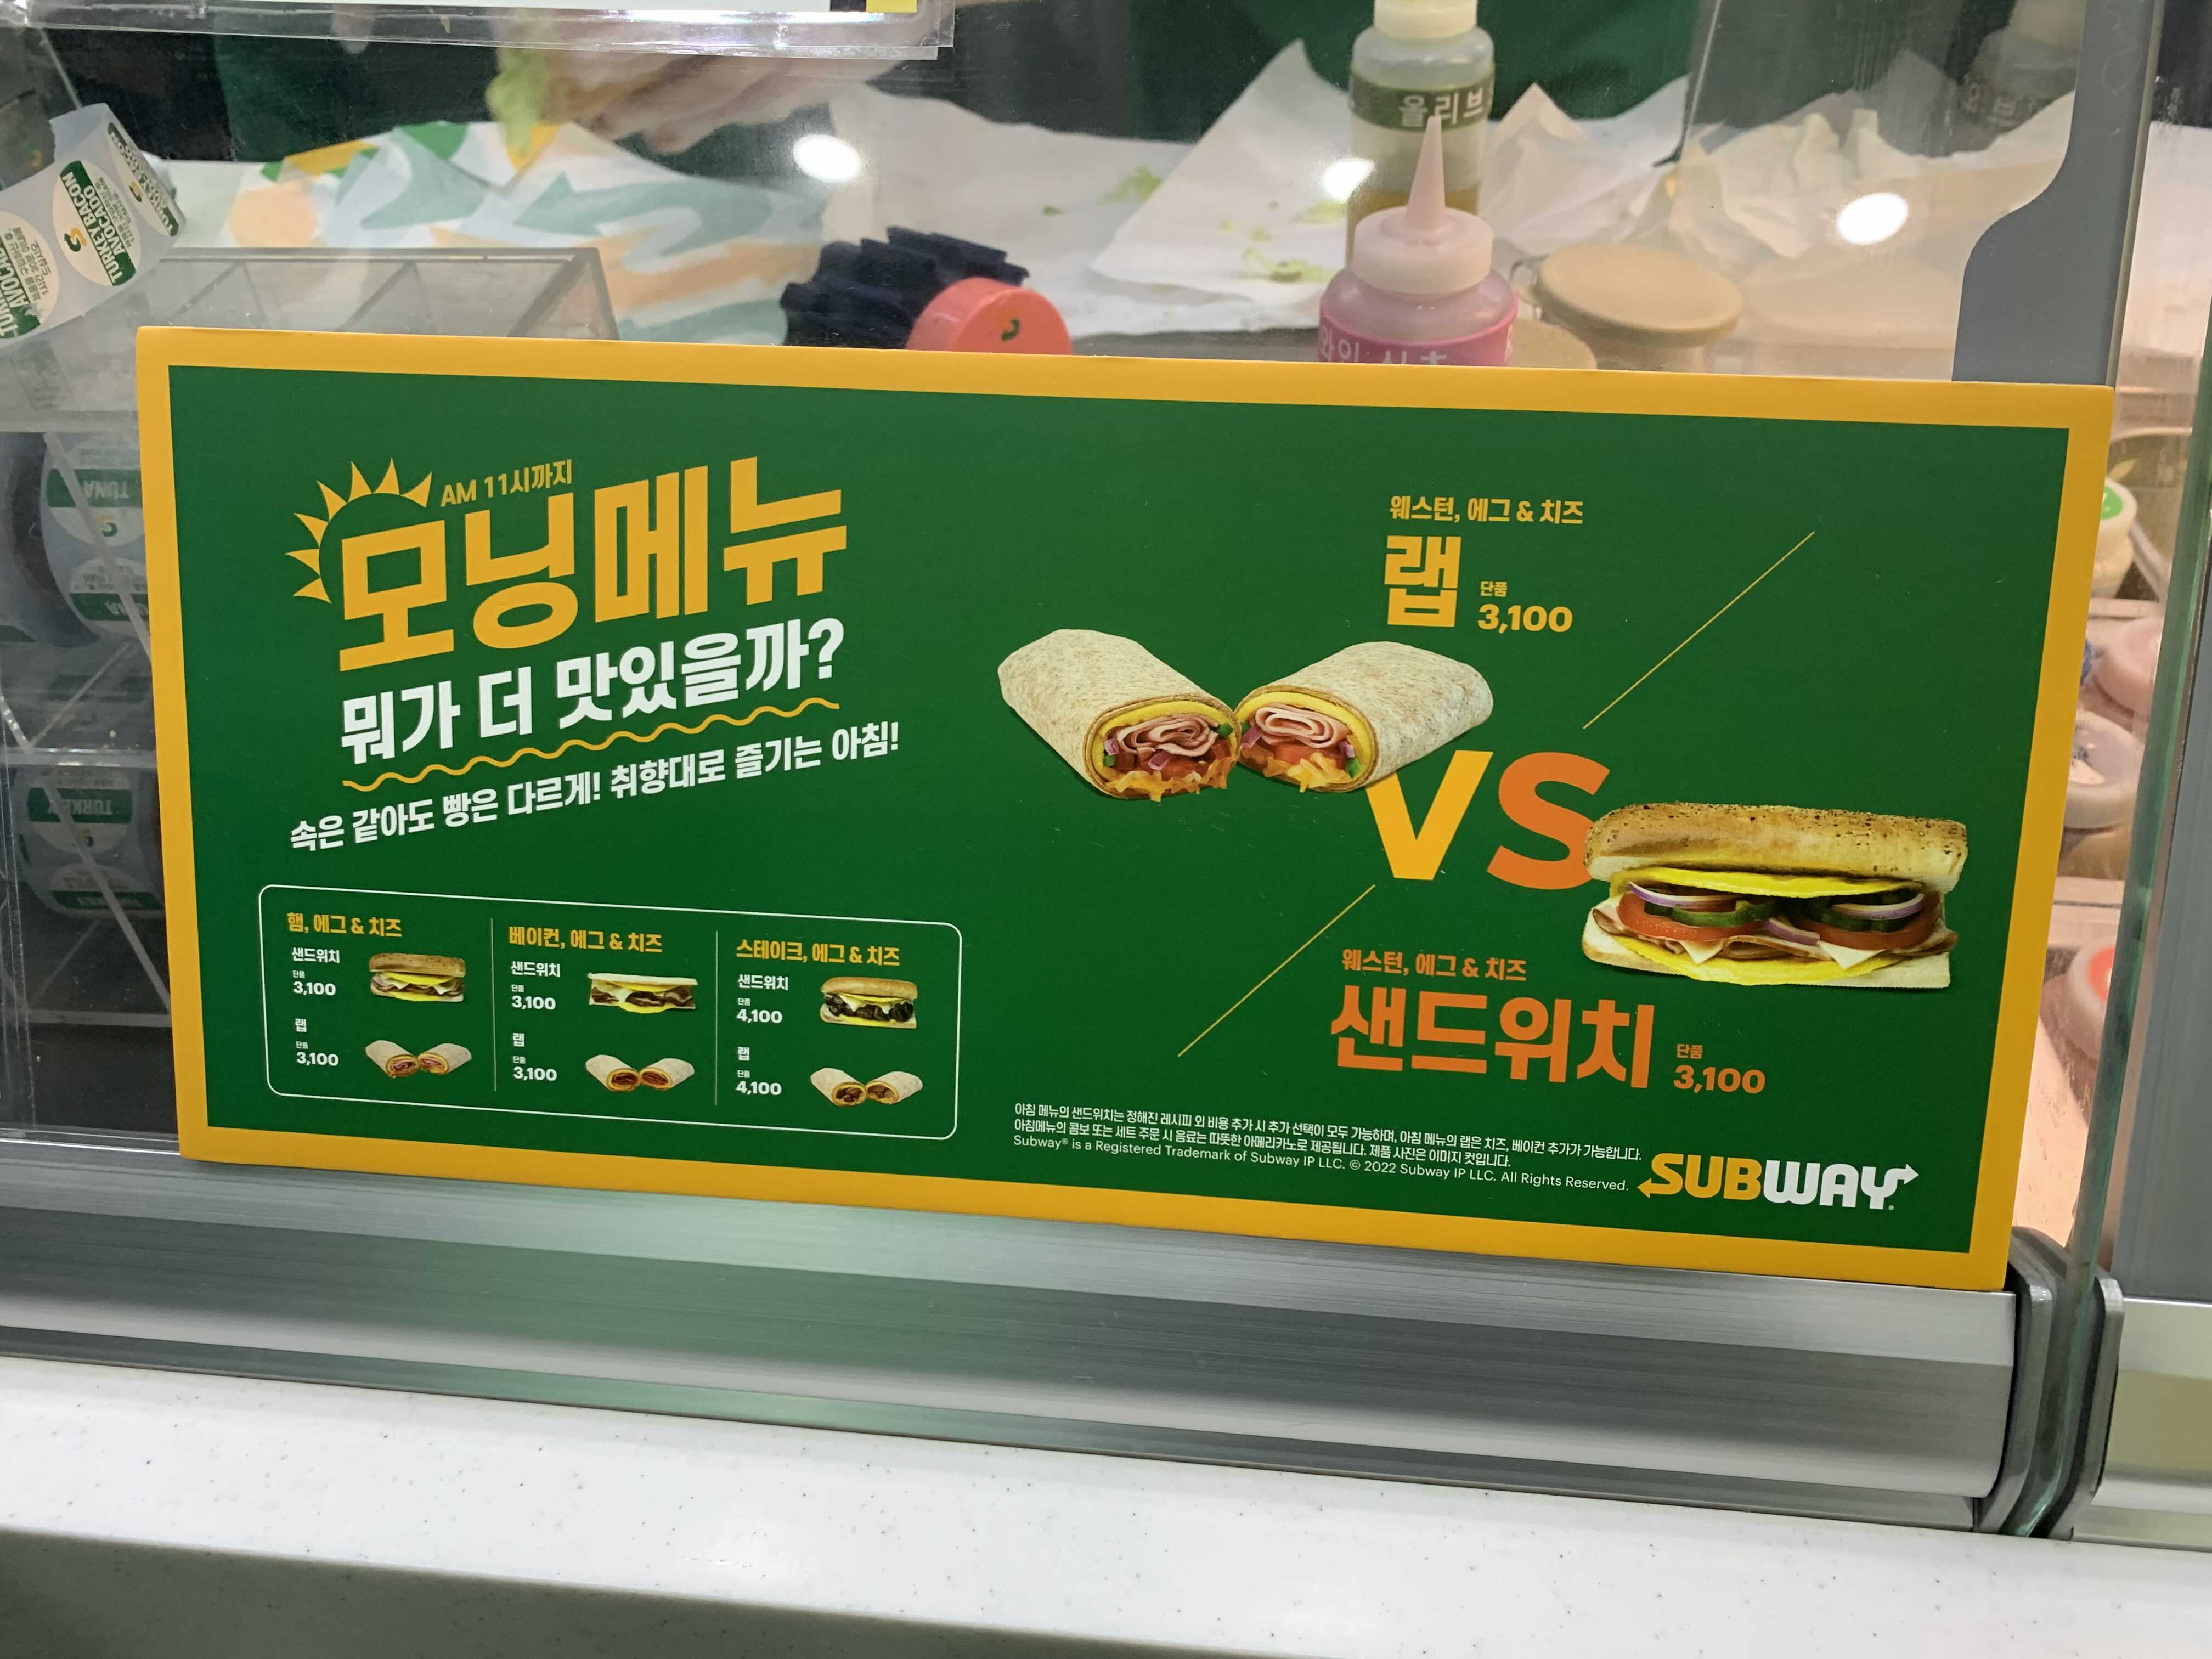 올리브
TURKEY BACON
AVOCADO
TUNA
TURKEY
AM 11시까지
모닝메뉴
뭐가 더 맛있을까?
속은 같아도 빵은 다르게! 취향대로 즐기는 아침!
햄, 에그 & 치즈
샌드위치
단품
3,100
랩
단품
3,100
베이컨, 에그 & 치즈
샌드위치
단품
3,100
랩
단품
3,100
스테이크, 에그 & 치즈
샌드위치
단품
4,100
랩
단품
4,100
웨스턴, 에그 & 치즈
랩 단품
3,100
VS
웨스턴, 에그 & 치즈
샌드위치 단품
3,100
아침 메뉴의 샌드위치는 정해진 레시피 외 비용 추가 시 추가 선택이 모두 가능하며, 아침 메뉴의 랩은 치즈, 베이컨 추가가 가능합니다.
아침메뉴의 콤보 또는 세트 주문 시 음료는 따뜻한 아메리카노로 제공됩니다. 제품 사진은 이미지 컷입니다.
Subway® is a Registered Trademark of Subway IP LLC. © 2022 Subway IP LLC. All Rights Reserved.
SUBWAY